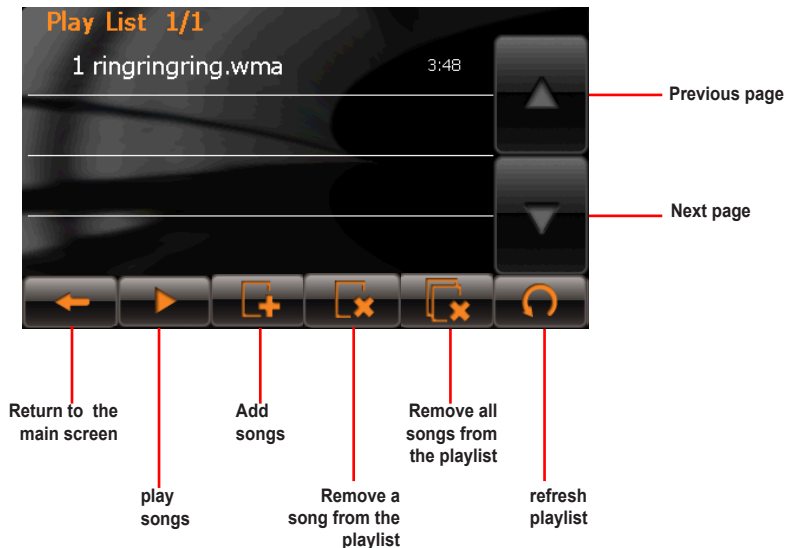 Play List 1/1
1 ringringring.wma 3:48
Previous page
Next page
Return to the
main screen
play
songs
Add
songs
Remove a
song from the
playlist
Remove all
songs from
the playlist
refresh
playlist